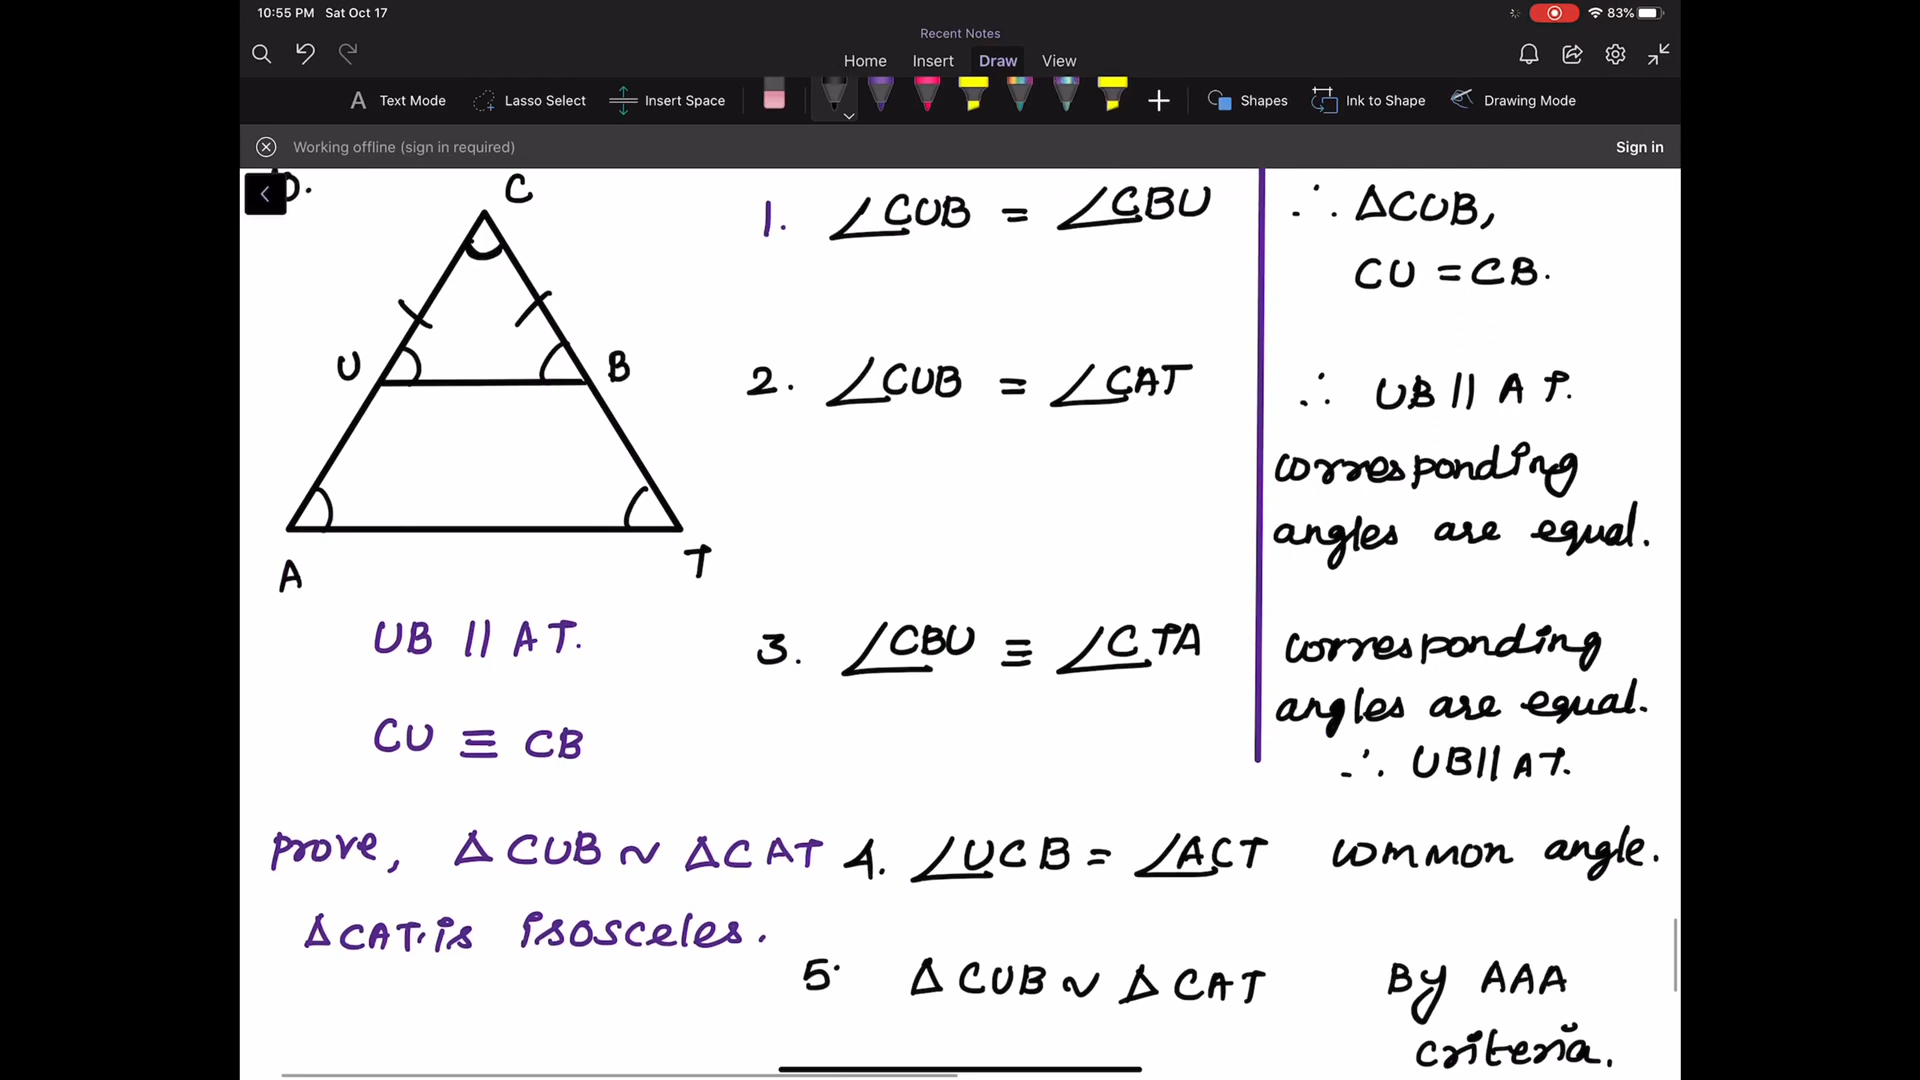 10:55 PM Sat Oct 17
83%
Recent Notes
Home Insert Draw View
Text Mode Lasso Select Insert Space Shapes Ink to Shape Drawing Mode
Working offline (sign in required) Sign in
C
U B
A T
UB || AT.
CU ≡ CB
prove, Δ CUB ~ ΔCAT
ΔCAT is isosceles.
1. ∠CUB = ∠CBU
∴ ΔCUB,
CU = CB.
2. ∠CUB = ∠CAT
∴ UB || AT.
corresponding
angles are equal.
3. ∠CBU ≡ ∠CTA
corresponding
angles are equal.
∴ UB || AT.
4. ∠UCB = ∠ACT common angle.
5. Δ CUB ~ Δ CAT By AAA
criteria.